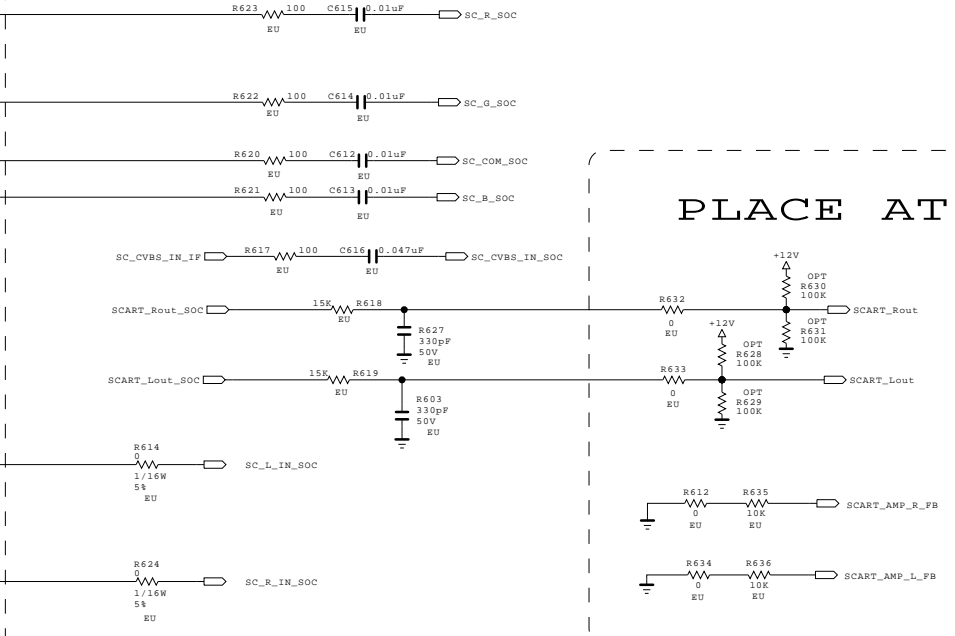 R623 100 C615 0.01uF SC_R_SOC
EU EU
R622 100 C614 0.01uF SC_G_SOC
EU EU
R620 100 C612 0.01uF SC_COM_SOC
EU EU
R621 100 C613 0.01uF SC_B_SOC
EU EU
PLACE AT
SC_CVBS_IN_IF R617 100 C616 0.047uF SC_CVBS_IN_SOC
EU EU
+12V
OPT
R630
100K
SCART_Rout_SOC 15K R618 R632 SCART_Rout
EU 0
EU
OPT
R631
100K
R627
330pF
50V
EU
+12V
OPT
R628
100K
SCART_Lout_SOC 15K R619 R633 SCART_Lout
EU 0
EU
OPT
R629
100K
R603
330pF
50V
EU
R614
0
SC_L_IN_SOC
1/16W
5%
EU
R612 R635 SCART_AMP_R_FB
0 10K
EU EU
R624
0
SC_R_IN_SOC
1/16W
5%
EU
R634 R636 SCART_AMP_L_FB
0 10K
EU EU